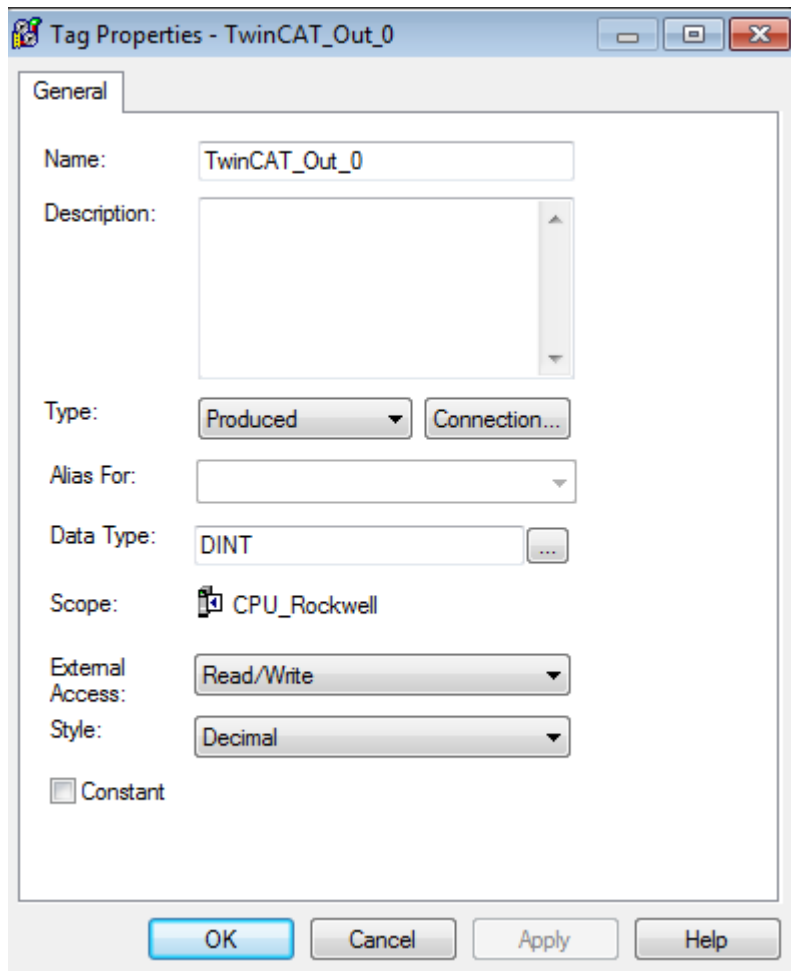 Tag Properties - TwinCAT_Out_0
General
Name: TwinCAT_Out_0
Description:
Type: Produced Connection...
Alias For:
Data Type: DINT ...
Scope: CPU_Rockwell
External
Access: Read/Write
Style: Decimal
Constant
OK Cancel Apply Help